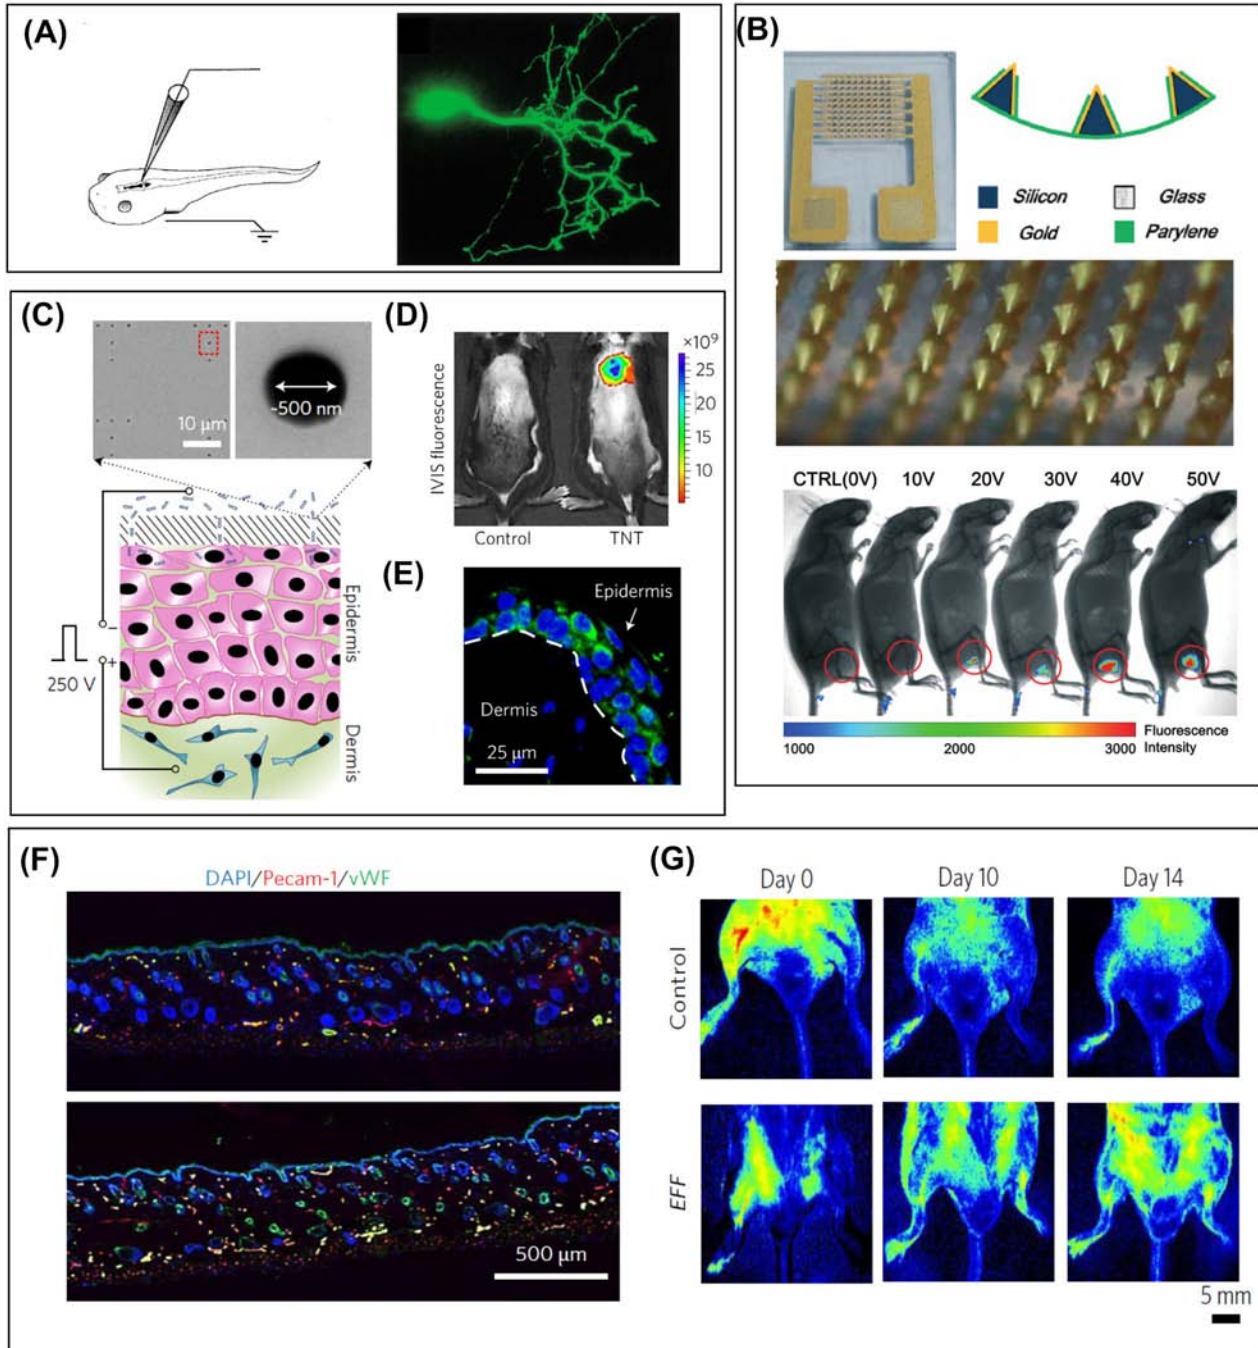 (A)
(B)
Silicon
Glass
Gold
Parylene
CTRL(0V) 10V 20V 30V 40V 50V
1000 2000 3000 Fluorescence
Intensity
(C)
10 μm
~500 nm
250 V
−
+
Epidermis
Dermis
(D)
IVIS fluorescence
×10⁹
25
20
15
10
Control TNT
(E)
Epidermis
Dermis
25 μm
(F)
DAPI/Pecam-1/vWF
500 μm
(G)
Day 0 Day 10 Day 14
Control
EFF
5 mm